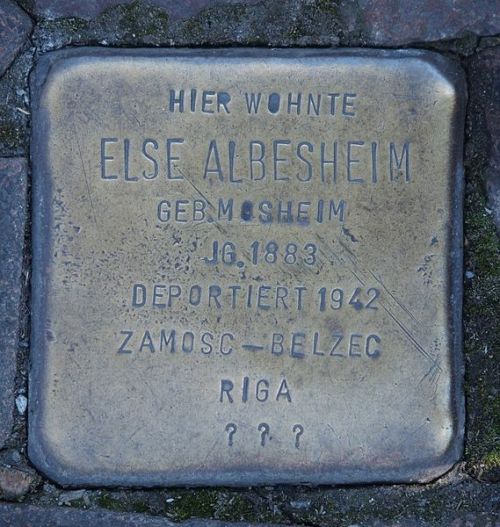 HIER WOHNTE
ELSE ALBESHEIM
GEB. MOSHEIM
JG. 1883
DEPORTIERT 1942
ZAMOSC – BELZEC
RIGA
? ? ?